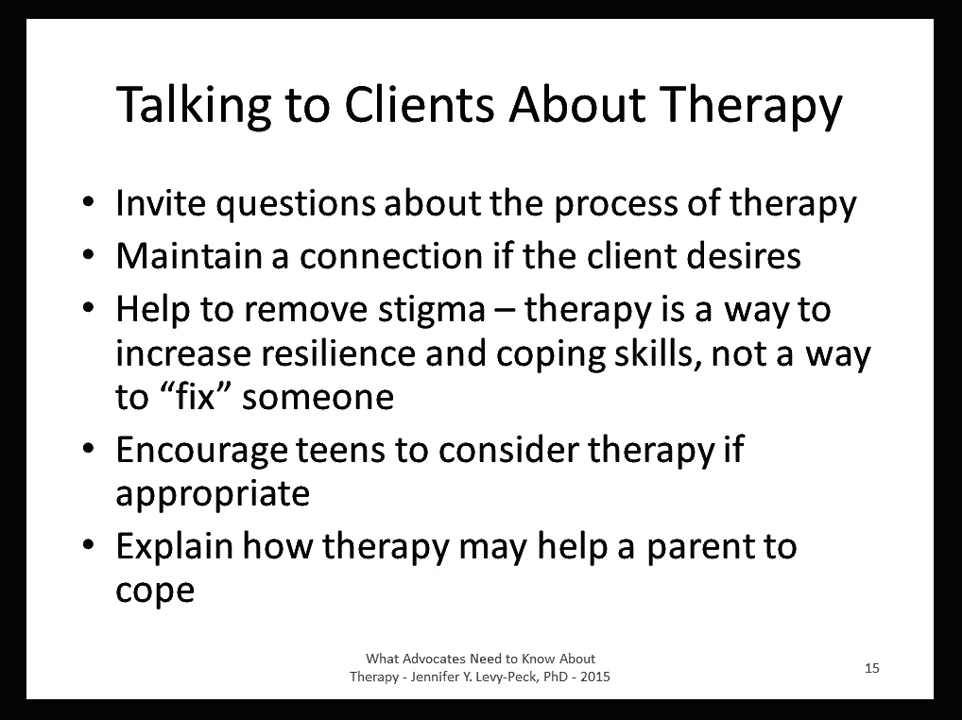 Talking to Clients About Therapy
• Invite questions about the process of therapy
• Maintain a connection if the client desires
• Help to remove stigma – therapy is a way to
increase resilience and coping skills, not a way
to “fix” someone
• Encourage teens to consider therapy if
appropriate
• Explain how therapy may help a parent to
cope
What Advocates Need to Know About
Therapy - Jennifer Y. Levy-Peck, PhD - 2015
15